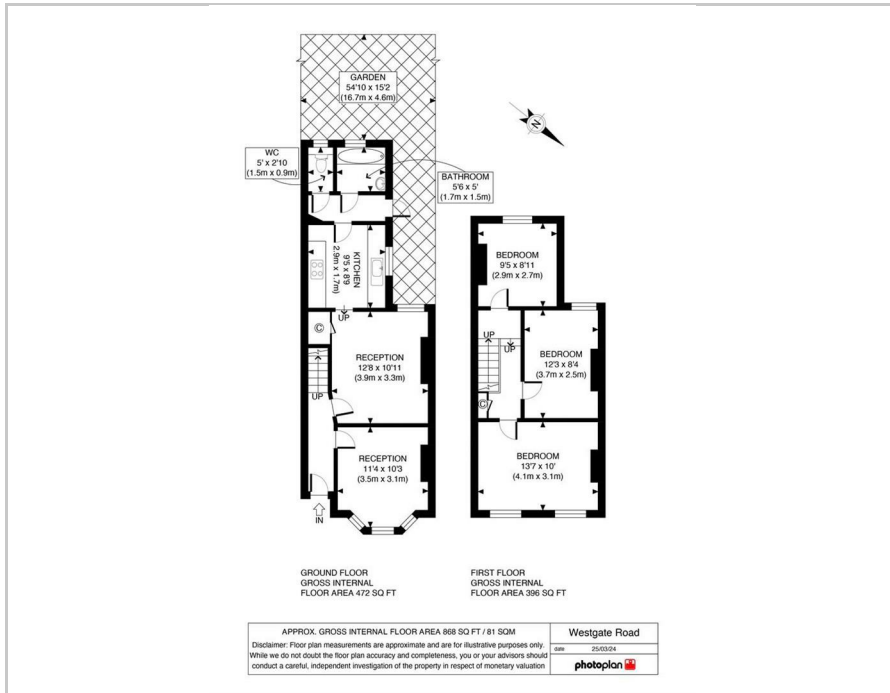 GARDEN
54'10 x 15'2
(16.7m x 4.6m)
WC
5' x 2'10
(1.5m x 0.9m)
BATHROOM
5'6 x 5'
(1.7m x 1.5m)
N
KITCHEN
9'5 x 8'9
2.9m x 1.7m)
UP
C
UP
RECEPTION
12'8 x 10'11
(3.9m x 3.3m)
RECEPTION
11'4 x 10'3
(3.5m x 3.1m)
IN
BEDROOM
9'5 x 8'11
(2.9m x 2.7m)
UP
UP
BEDROOM
12'3 x 8'4
(3.7m x 2.5m)
C
BEDROOM
13'7 x 10'
(4.1m x 3.1m)
GROUND FLOOR
GROSS INTERNAL
FLOOR AREA 472 SQ FT
FIRST FLOOR
GROSS INTERNAL
FLOOR AREA 396 SQ FT
APPROX. GROSS INTERNAL FLOOR AREA 868 SQ FT / 81 SQM
Disclaimer: Floor plan measurements are approximate and are for illustrative purposes only.
While we do not doubt the floor plan accuracy and completeness, you or your advisors should
conduct a careful, independent investigation of the property in respect of monetary valuation
Westgate Road
date 25/03/24
photoplan